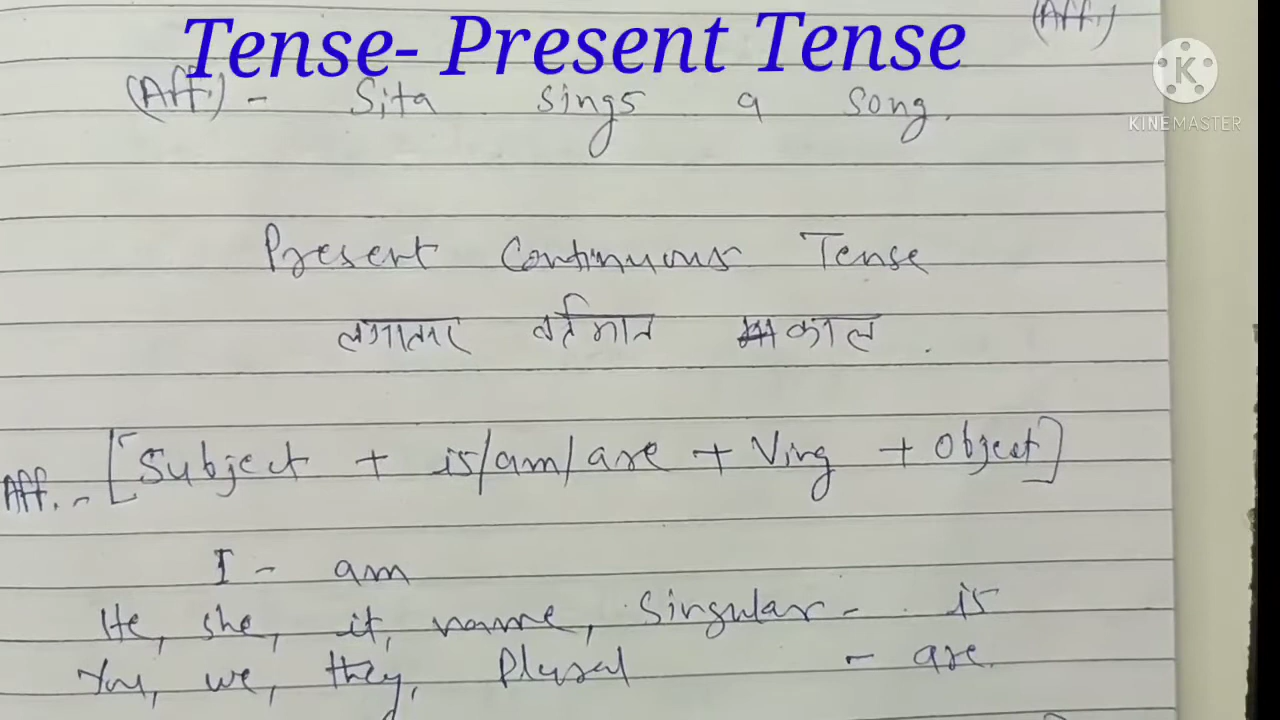 Tense- Present Tense
(Aff.)
(Aff.) - Sita sings a song.
KINEMASTER
Present Continuous Tense
लगातार वर्तमान काल .
Aff. - [Subject + is/am/are + Ving + Object]
I - am
He, she, it, name, Singular - is
You, we, they, Plural - are.